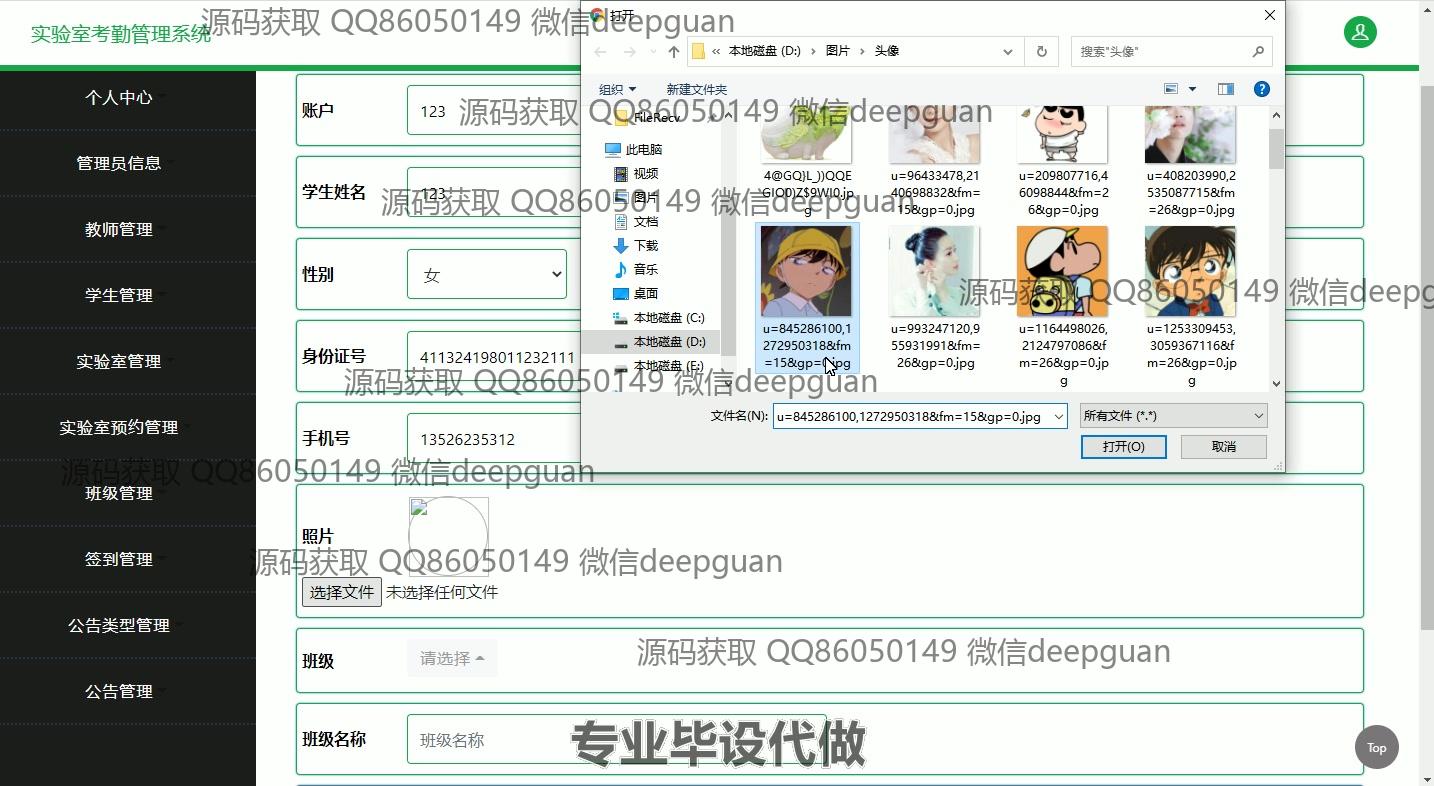 实验室考勤管理系统
源码获取 QQ86050149 微信deepguan
打开
本地磁盘 (D:) › 图片 › 头像
搜索"头像"
组织
新建文件夹
源码获取 QQ86050149 微信deepguan
个人中心
管理员信息
教师管理
学生管理
实验室管理
实验室预约管理
班级管理
签到管理
公告类型管理
公告管理
账户
123
学生姓名
123
源码获取 QQ86050149 微信deepguan
性别
女
源码获取 QQ86050149 微信deepg
身份证号
411324198011232111
源码获取 QQ86050149 微信deepguan
手机号
13526235312
源码获取 QQ86050149 微信deepguan
FileRecv
此电脑
视频
图片
文档
下载
音乐
桌面
本地磁盘 (C:)
本地磁盘 (D:)
本地磁盘 (E:)
u=96433478,21
40698832&fm=
15&gp=0.jpg
u=209807716,4
6098844&fm=2
6&gp=0.jpg
u=408203990,2
535087715&fm
=26&gp=0.jpg
u=845286100,1
272950318&fm
=15&gp=0.jpg
u=993247120,9
55931991&fm=
26&gp=0.jpg
u=1164498026,
2124797086&f
m=26&gp=0.jp
g
u=1253309453,
3059367116&f
m=26&gp=0.jp
g
文件名(N):
u=845286100,1272950318&fm=15&gp=0.jpg
所有文件 (*.*)
打开(O)
取消
照片
源码获取 QQ86050149 微信deepguan
选择文件 未选择任何文件
班级
请选择
源码获取 QQ86050149 微信deepguan
班级名称
班级名称
专业毕设代做
Top